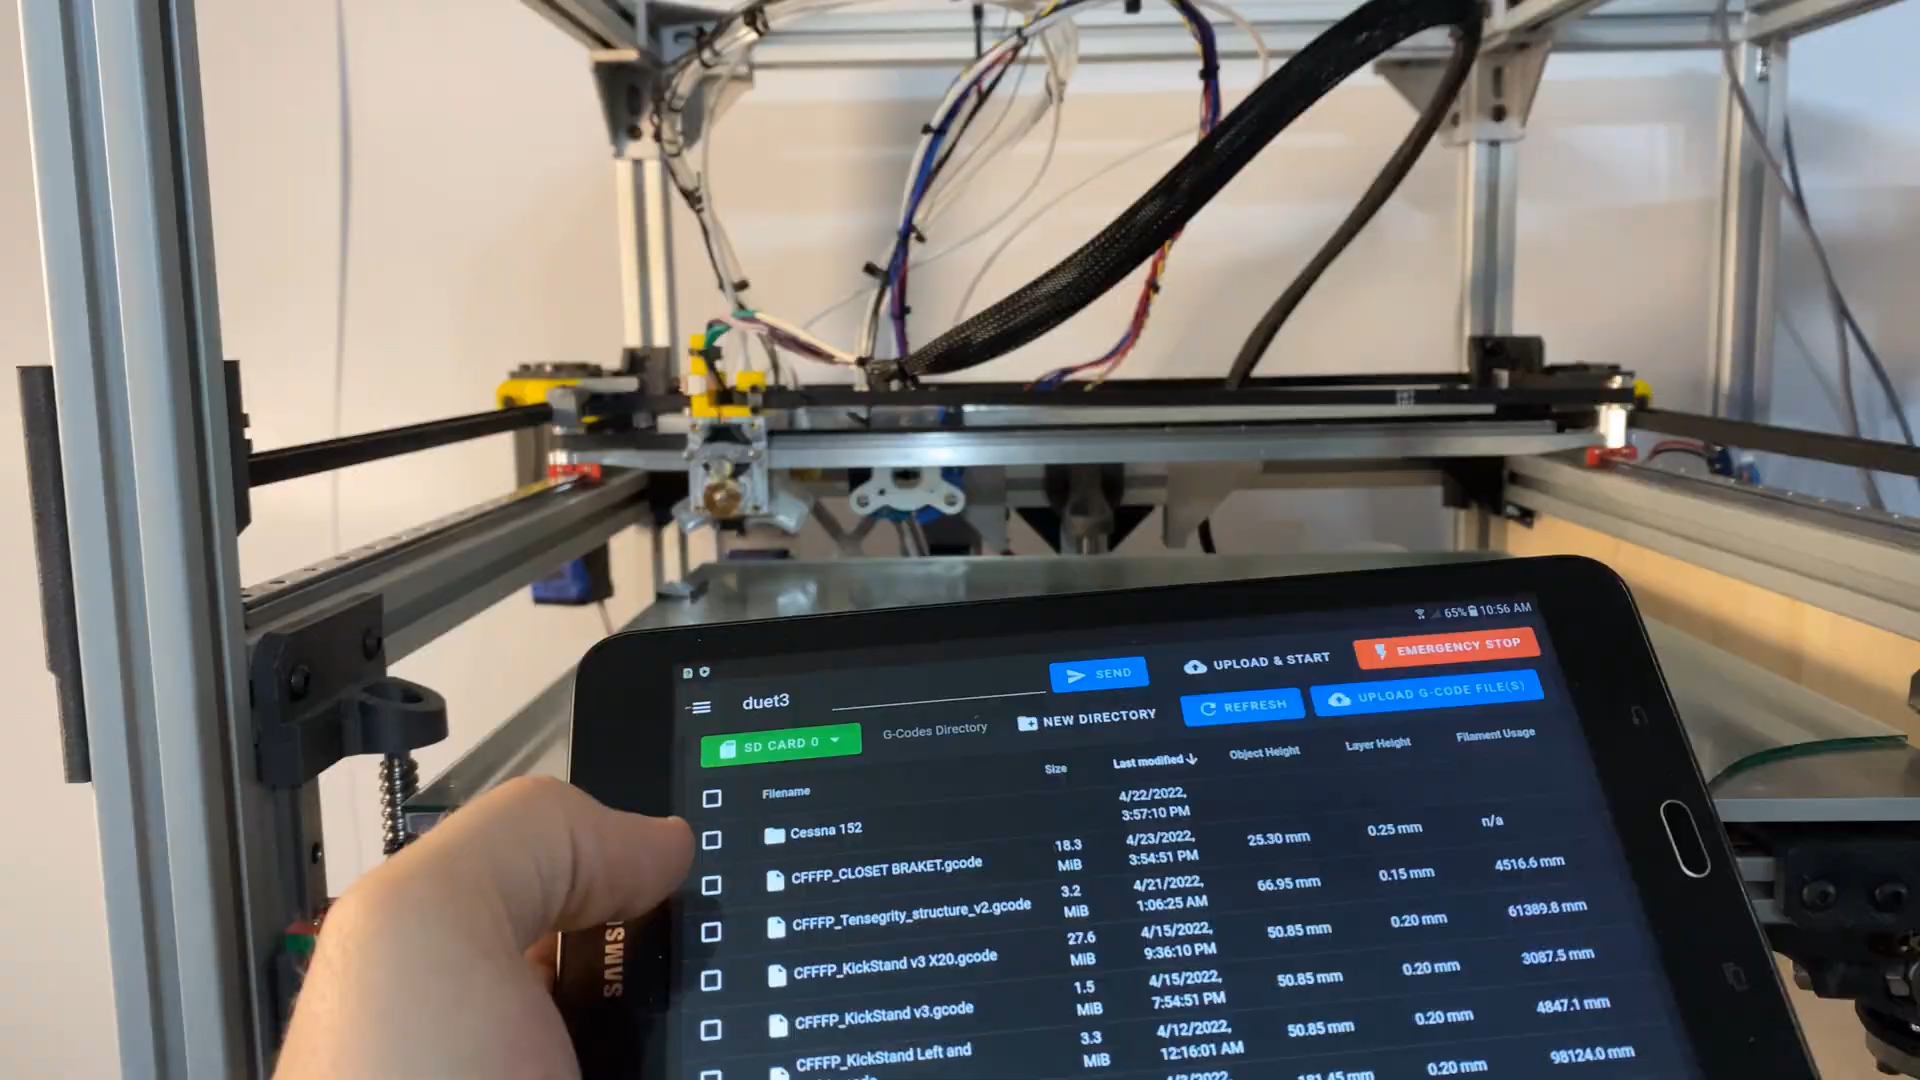 65% 10:56 AM
duet3
SEND
UPLOAD & START
EMERGENCY STOP
SD CARD 0
G-Codes Directory
NEW DIRECTORY
REFRESH
UPLOAD G-CODE FILE(S)
Filename
Size
Last modified
Object Height
Layer Height
Filament Usage
Cessna 152
4/22/2022,
3:57:10 PM
CFFFP_CLOSET BRAKET.gcode
18.3
MiB
4/23/2022,
3:54:51 PM
25.30 mm
0.25 mm
n/a
CFFFP_Tensegrity_structure_v2.gcode
3.2
MiB
4/21/2022,
1:06:25 AM
66.95 mm
0.15 mm
4516.6 mm
CFFFP_KickStand v3 X20.gcode
27.6
MiB
4/15/2022,
9:36:10 PM
50.85 mm
0.20 mm
61389.8 mm
CFFFP_KickStand v3.gcode
1.5
MiB
4/15/2022,
7:54:51 PM
50.85 mm
0.20 mm
3087.5 mm
CFFFP_KickStand Left and
3.3
MiB
4/12/2022,
12:16:01 AM
50.85 mm
0.20 mm
4847.1 mm
181.45 mm
0.20 mm
98124.0 mm
SAMSU